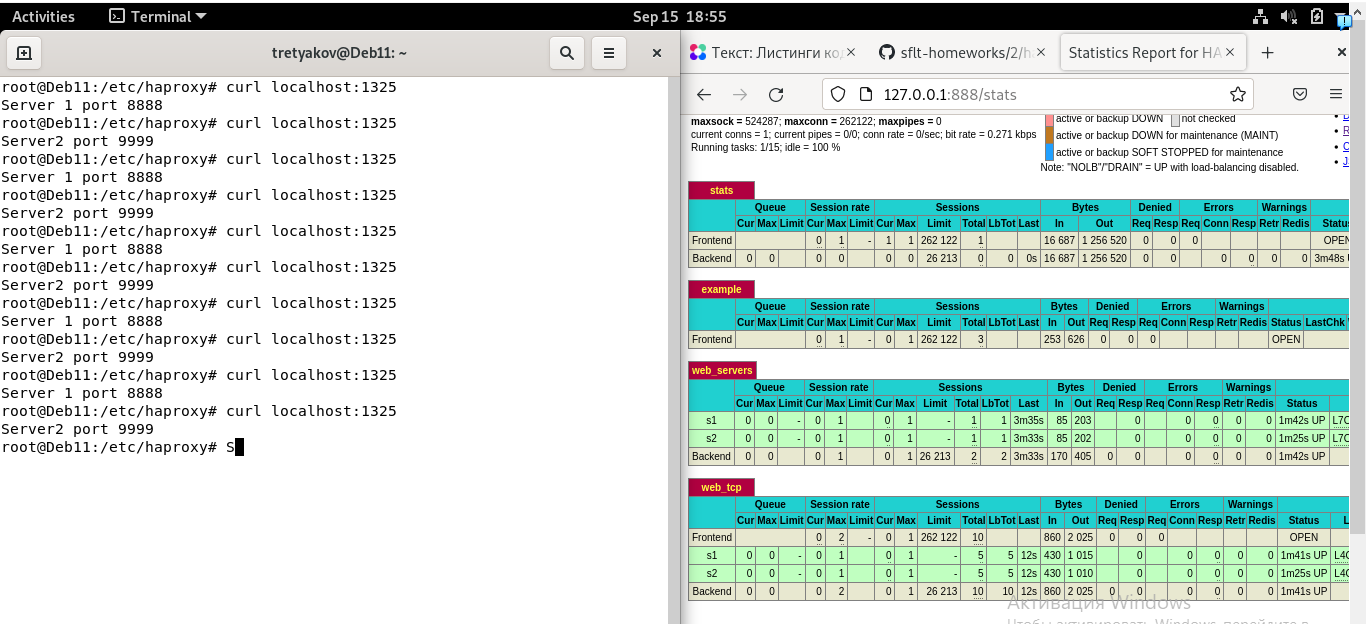 Activities Terminal Sep 15 18:55
tretyakov@Deb11: ~
root@Deb11:/etc/haproxy# curl localhost:1325
Server 1 port 8888
root@Deb11:/etc/haproxy# curl localhost:1325
Server2 port 9999
root@Deb11:/etc/haproxy# curl localhost:1325
Server 1 port 8888
root@Deb11:/etc/haproxy# curl localhost:1325
Server2 port 9999
root@Deb11:/etc/haproxy# curl localhost:1325
Server 1 port 8888
root@Deb11:/etc/haproxy# curl localhost:1325
Server2 port 9999
root@Deb11:/etc/haproxy# curl localhost:1325
Server 1 port 8888
root@Deb11:/etc/haproxy# curl localhost:1325
Server2 port 9999
root@Deb11:/etc/haproxy# curl localhost:1325
Server 1 port 8888
root@Deb11:/etc/haproxy# curl localhost:1325
Server2 port 9999
root@Deb11:/etc/haproxy# S
Текст: Листинги ко sflt-homeworks/2/h Statistics Report for HA
127.0.0.1:888/stats
maxsock = 524287; maxconn = 262122; maxpipes = 0
current conns = 1; current pipes = 0/0; conn rate = 0/sec; bit rate = 0.271 kbps
Running tasks: 1/15; idle = 100 %
active or backup DOWN not checked
active or backup DOWN for maintenance (MAINT)
active or backup SOFT STOPPED for maintenance
Note: "NOLB"/"DRAIN" = UP with load-balancing disabled.
stats
Queue Session rate Sessions Bytes Denied Errors Warnings
Cur Max Limit Cur Max Limit Cur Max Limit Total LbTot Last In Out Req Resp Req Conn Resp Retr Redis Statu
Frontend 0 1 - 1 1 262 122 1 16 687 1 256 520 0 0 0 OPEN
Backend 0 0 0 0 0 0 26 213 0 0 0s 16 687 1 256 520 0 0 0 0 0 0 3m48s U
example
Queue Session rate Sessions Bytes Denied Errors Warnings
Cur Max Limit Cur Max Limit Cur Max Limit Total LbTot Last In Out Req Resp Req Conn Resp Retr Redis Status LastChk
Frontend 0 1 - 0 1 262 122 3 253 626 0 0 0 OPEN
web_servers
Queue Session rate Sessions Bytes Denied Errors Warnings
Cur Max Limit Cur Max Limit Cur Max Limit Total LbTot Last In Out Req Resp Req Conn Resp Retr Redis Status
s1 0 0 - 0 1 0 1 - 1 1 3m35s 85 203 0 0 0 0 0 1m42s UP L7O
s2 0 0 - 0 1 0 1 - 1 1 3m33s 85 202 0 0 0 0 0 1m25s UP L7O
Backend 0 0 0 1 0 1 26 213 2 2 3m33s 170 405 0 0 0 0 0 0 1m42s UP
web_tcp
Queue Session rate Sessions Bytes Denied Errors Warnings
Cur Max Limit Cur Max Limit Cur Max Limit Total LbTot Last In Out Req Resp Req Conn Resp Retr Redis Status L
Frontend 0 2 - 0 1 262 122 10 860 2 025 0 0 0 OPEN
s1 0 0 - 0 1 0 1 - 5 5 12s 430 1 015 0 0 0 0 0 1m41s UP L4O
s2 0 0 - 0 1 0 1 - 5 5 12s 430 1 010 0 0 0 0 0 1m25s UP L4O
Backend 0 0 0 2 0 1 26 213 10 10 12s 860 2 025 0 0 0 0 0 0 1m41s UP
Активация Windows
Чтобы активировать Windows, перейдите в